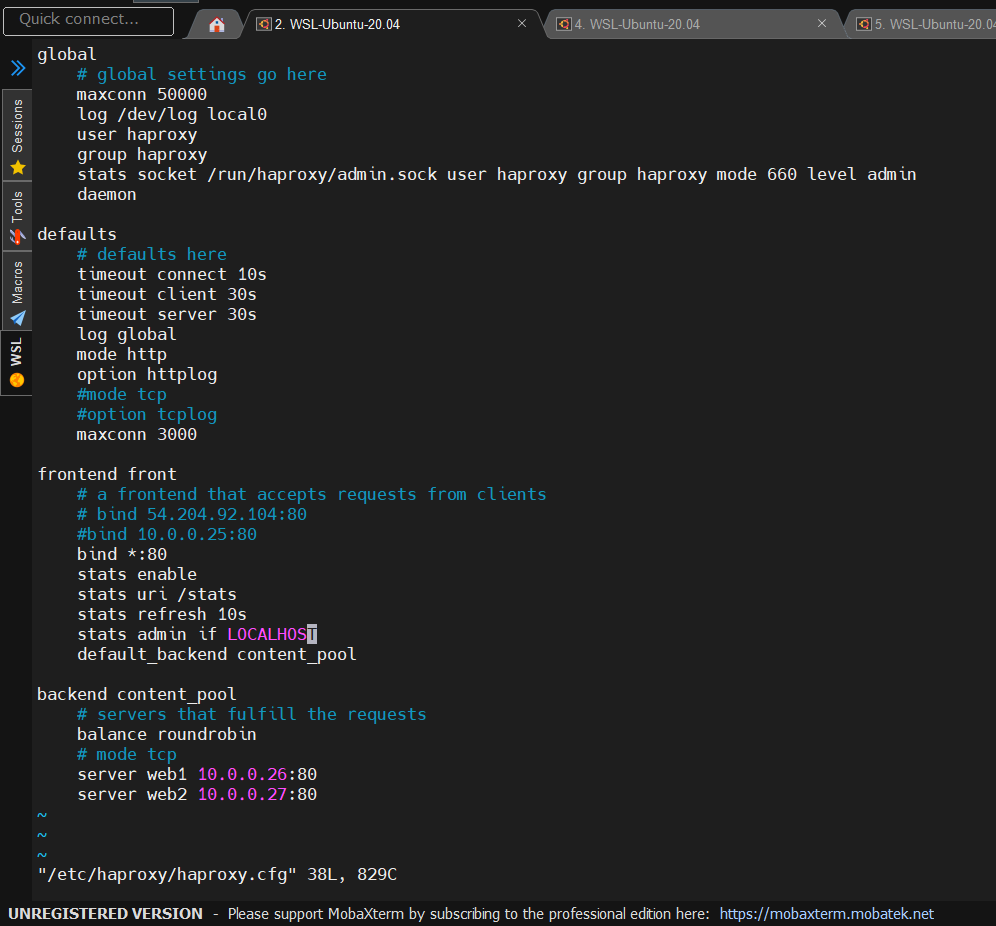 Quick connect...
2. WSL-Ubuntu-20.04
4. WSL-Ubuntu-20.04
5. WSL-Ubuntu-20.04
Sessions
Tools
Macros
WSL
global
    # global settings go here
    maxconn 50000
    log /dev/log local0
    user haproxy
    group haproxy
    stats socket /run/haproxy/admin.sock user haproxy group haproxy mode 660 level admin
    daemon

defaults
    # defaults here
    timeout connect 10s
    timeout client 30s
    timeout server 30s
    log global
    mode http
    option httplog
    #mode tcp
    #option tcplog
    maxconn 3000

frontend front
    # a frontend that accepts requests from clients
    # bind 54.204.92.104:80
    #bind 10.0.0.25:80
    bind *:80
    stats enable
    stats uri /stats
    stats refresh 10s
    stats admin if LOCALHOST
    default_backend content_pool

backend content_pool
    # servers that fulfill the requests
    balance roundrobin
    # mode tcp
    server web1 10.0.0.26:80
    server web2 10.0.0.27:80
~
~
~
"/etc/haproxy/haproxy.cfg" 38L, 829C
UNREGISTERED VERSION - Please support MobaXterm by subscribing to the professional edition here: https://mobaxterm.mobatek.net